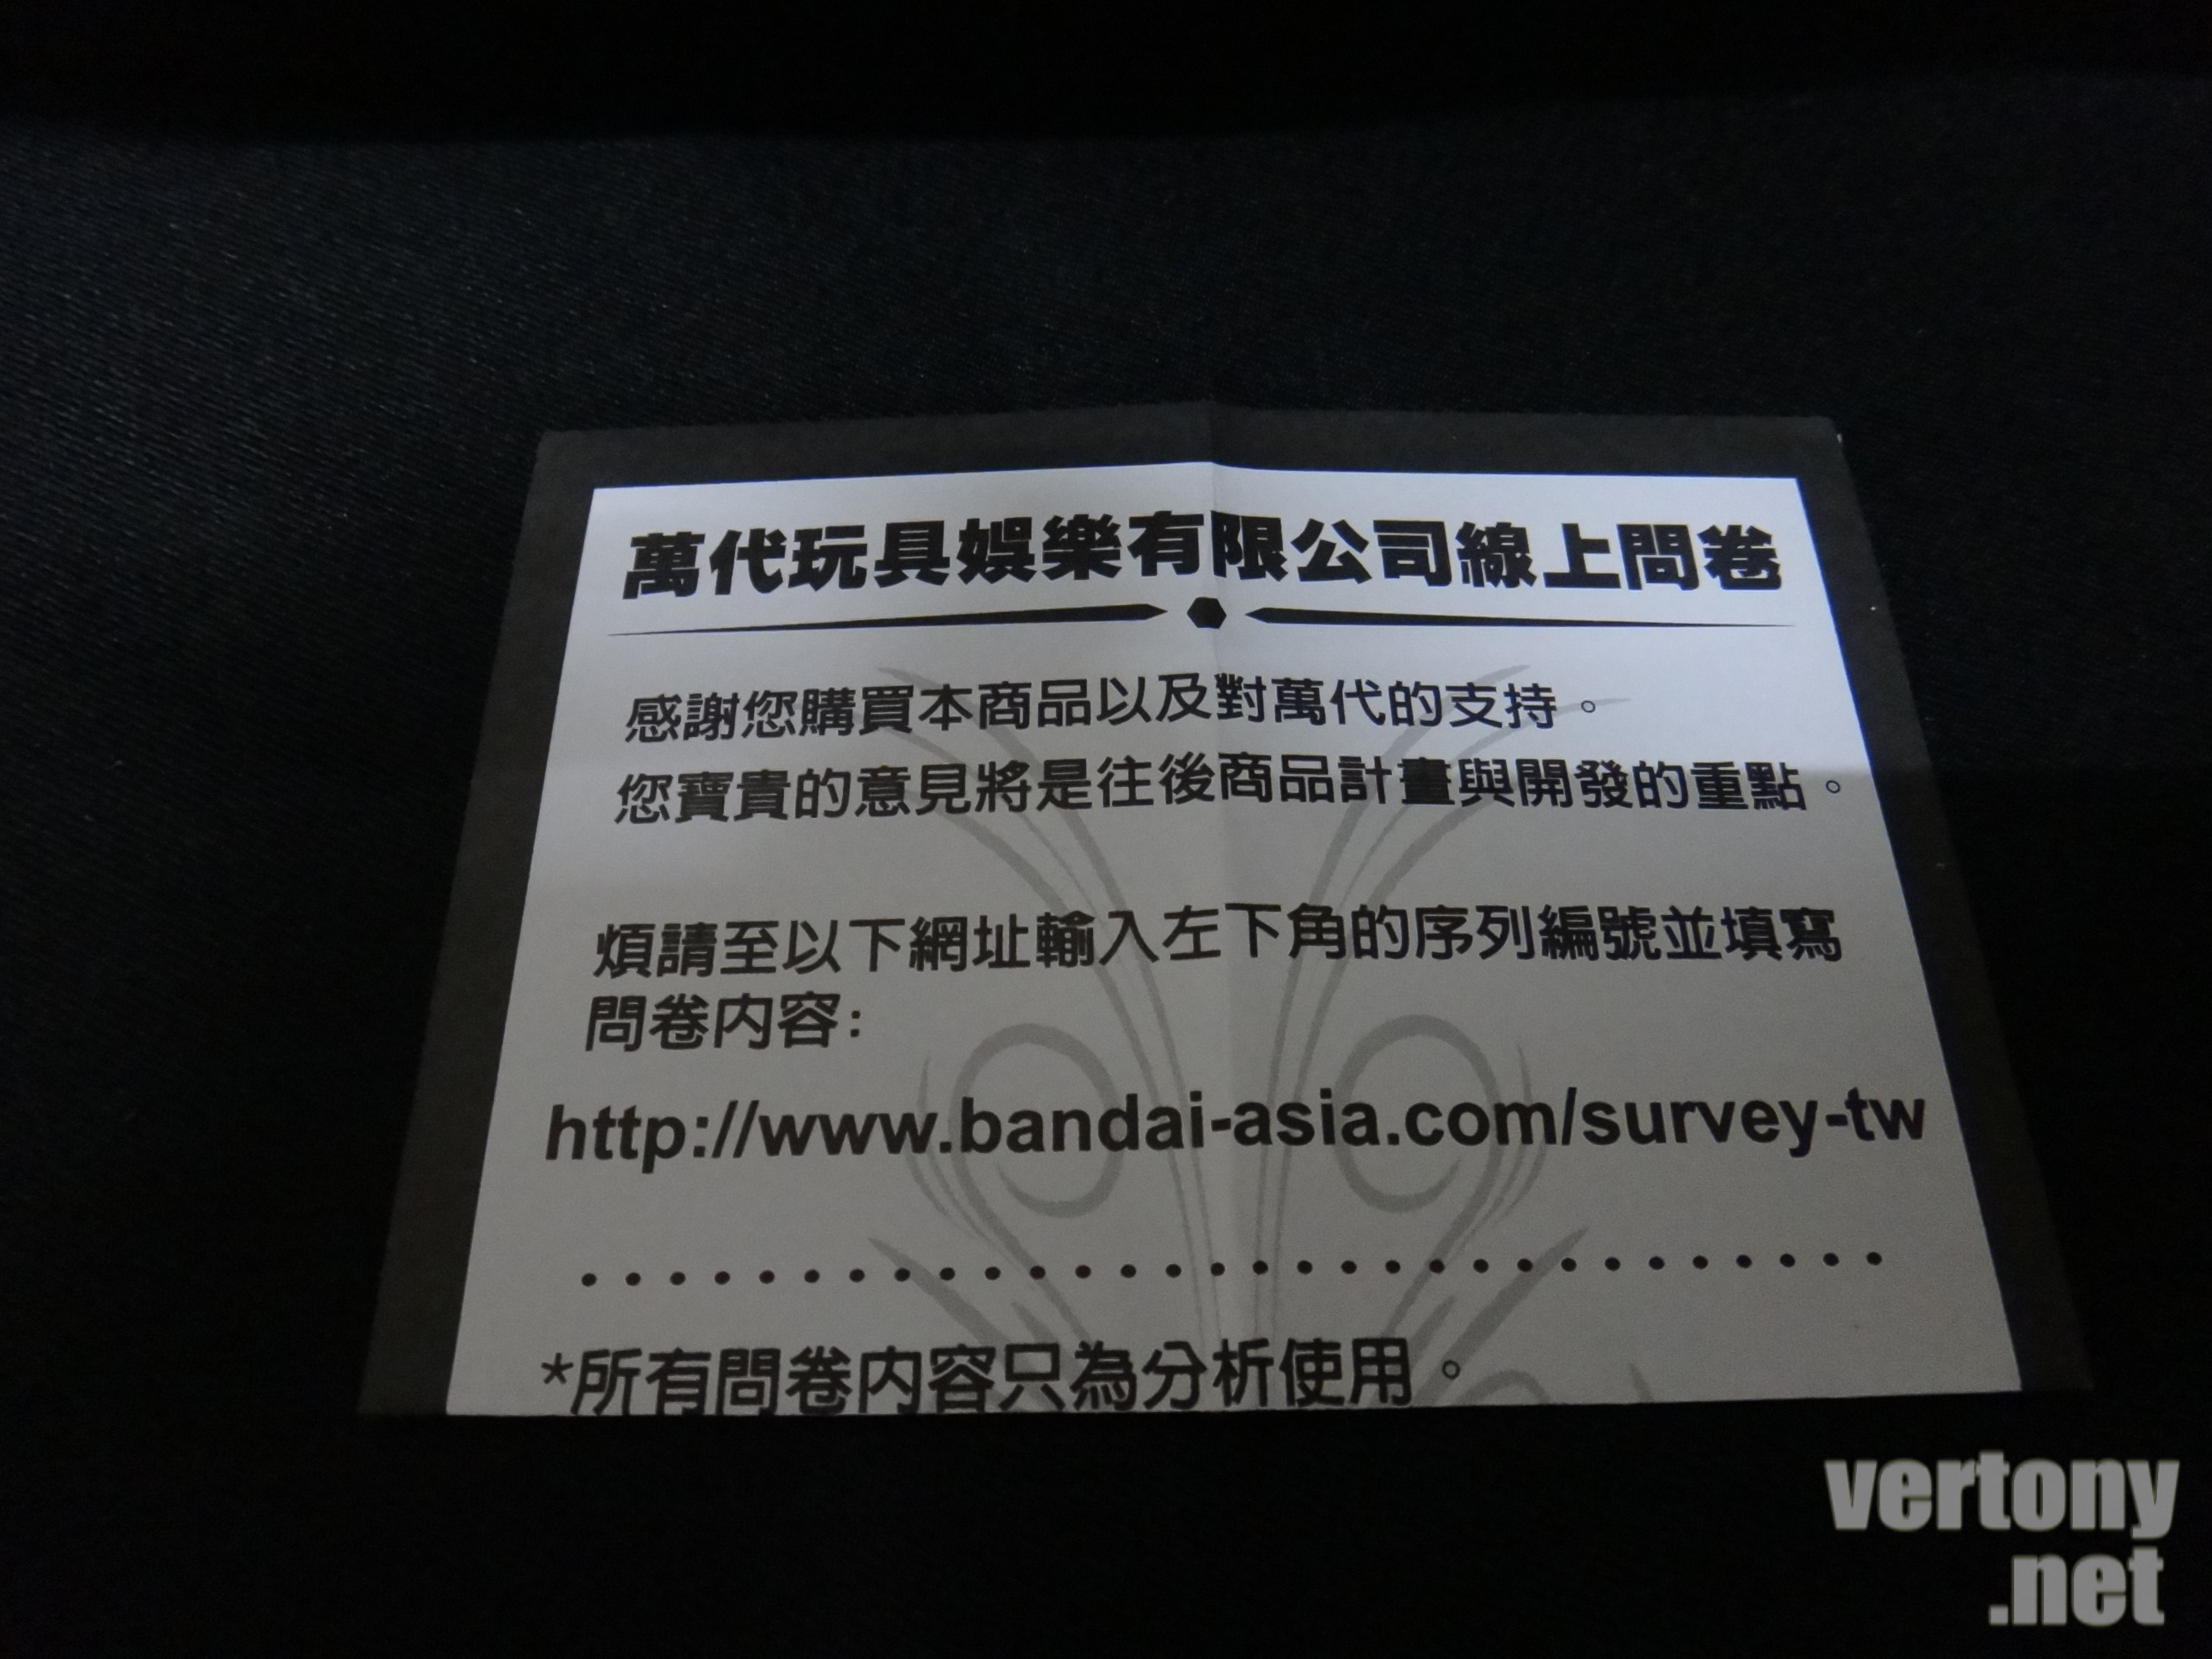 萬代玩具娛樂有限公司線上問卷
感謝您購買本商品以及對萬代的支持。
您寶貴的意見將是往後商品計畫與開發的重點。
煩請至以下網址輸入左下角的序列編號並填寫
問卷內容:
http://www.bandai-asia.com/survey-tw
*所有問卷內容只為分析使用。
vertony
.net